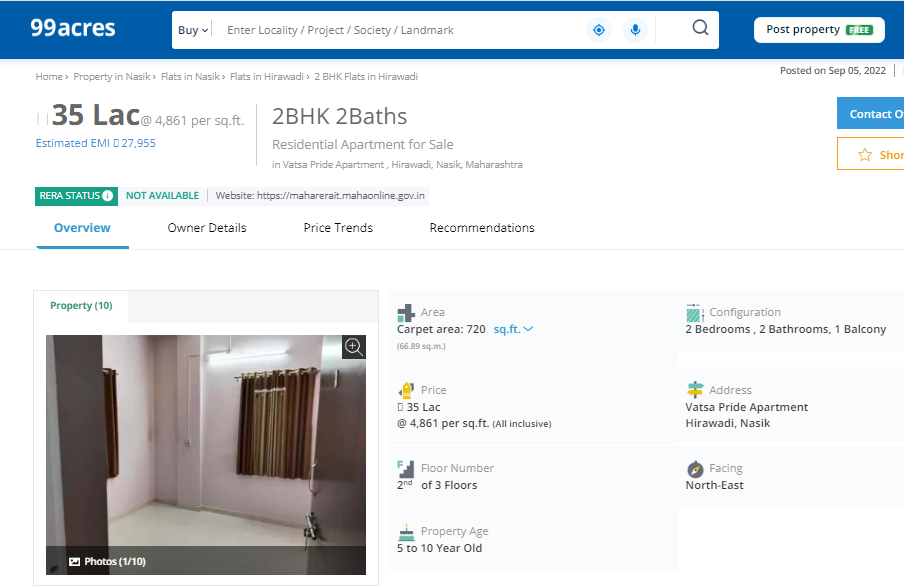 99acres
Buy
Enter Locality / Project / Society / Landmark
Post property FREE
Home › Property in Nasik › Flats in Nasik › Flats in Hirawadi › 2 BHK Flats in Hirawadi
Posted on Sep 05, 2022
35 Lac @ 4,861 per sq.ft.
Estimated EMI 27,955
2BHK 2Baths
Residential Apartment for Sale
in Vatsa Pride Apartment , Hirawadi, Nasik, Maharashtra
Contact O
Shor
RERA STATUS NOT AVAILABLE Website: https://maharerait.mahaonline.gov.in
Overview Owner Details Price Trends Recommendations
Property (10)
Photos (1/10)
Area
Carpet area: 720 sq.ft.
(66.89 sq.m.)
Configuration
2 Bedrooms , 2 Bathrooms, 1 Balcony
Price
35 Lac
@ 4,861 per sq.ft. (All inclusive)
Address
Vatsa Pride Apartment
Hirawadi, Nasik
Floor Number
2nd of 3 Floors
Facing
North-East
Property Age
5 to 10 Year Old